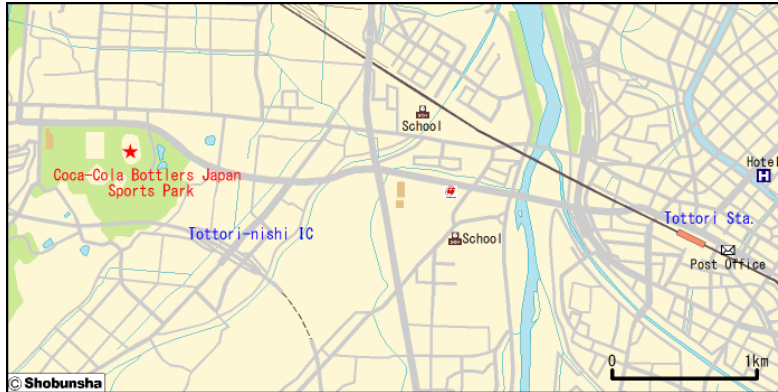 School
Coca-Cola Bottlers Japan
Sports Park
Hotel
H
Tottori Sta.
Tottori-nishi IC
School
Post Office
0 1km
© Shobunsha